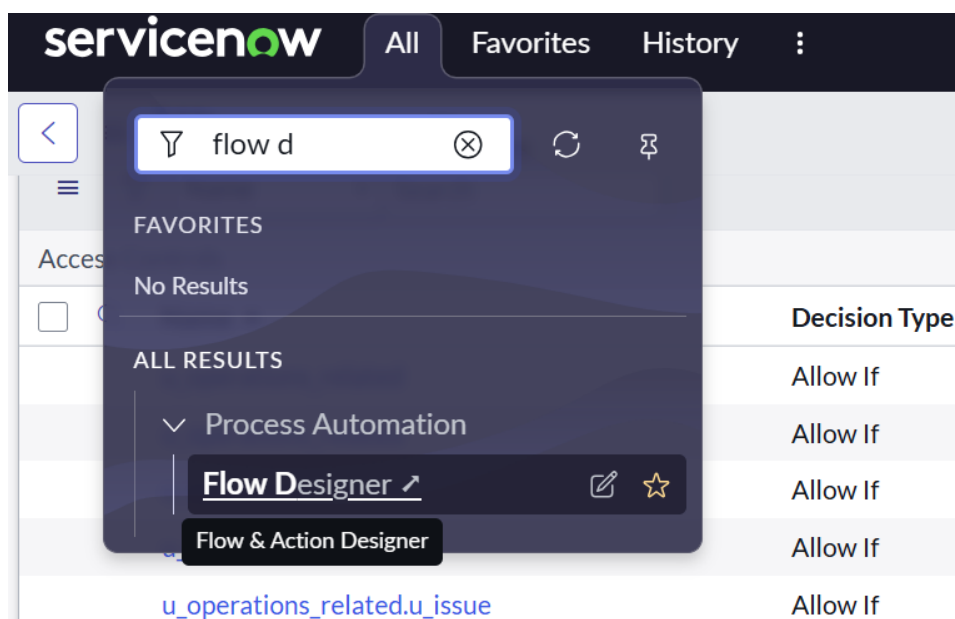 servicenow All Favorites History
flow d
FAVORITES
Acces
No Results
Decision Type
ALL RESULTS
Allow If
Process Automation
Allow If
Flow Designer
Allow If
Flow & Action Designer
Allow If
u_operations_related.u_issue Allow If